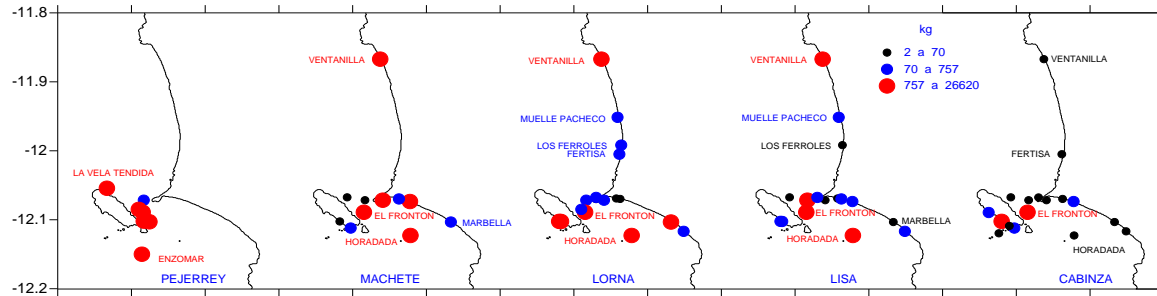 -11.8
-11.9
-12
-12.1
-12.2
kg
2 a 70
70 a 757
757 a 26620
LA VELA TENDIDA
ENZOMAR
PEJERREY
VENTANILLA
EL FRONTON
MARBELLA
HORADADA
MACHETE
VENTANILLA
MUELLE PACHECO
LOS FERROLES
FERTISA
EL FRONTON
HORADADA
LORNA
VENTANILLA
MUELLE PACHECO
LOS FERROLES
EL FRONTON
MARBELLA
HORADADA
LISA
VENTANILLA
FERTISA
EL FRONTON
HORADADA
CABINZA